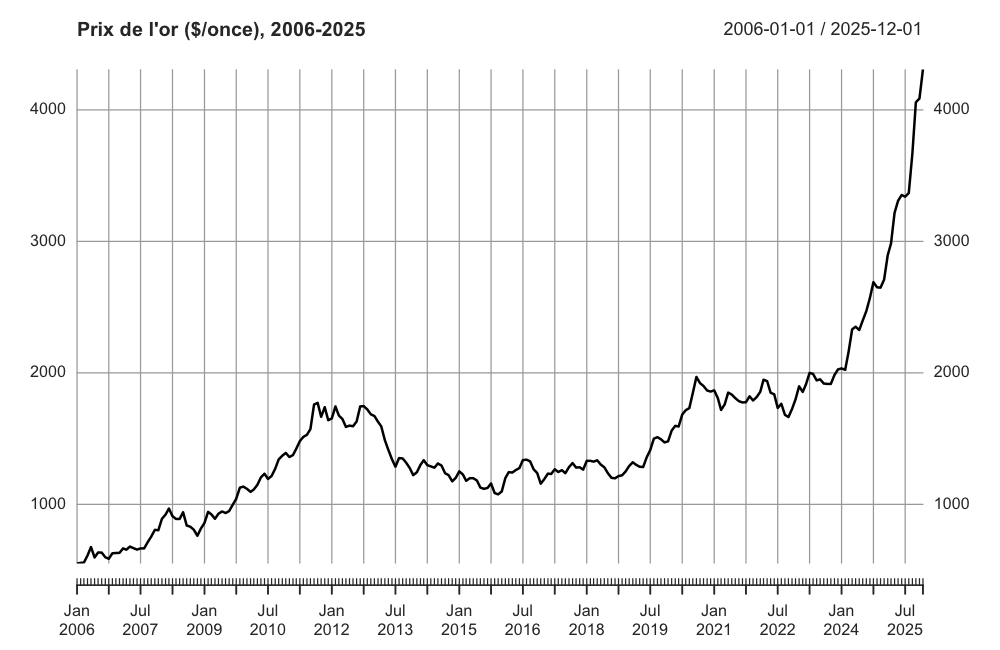 Prix de l'or ($/once), 2006-2025 2006-01-01 / 2025-12-01
4000 4000
3000 3000
2000 2000
1000 1000
Jan Jul Jan Jul Jan Jul Jan Jul Jan Jul Jan Jul Jan Jul
2006 2007 2009 2010 2012 2013 2015 2016 2018 2019 2021 2022 2024 2025